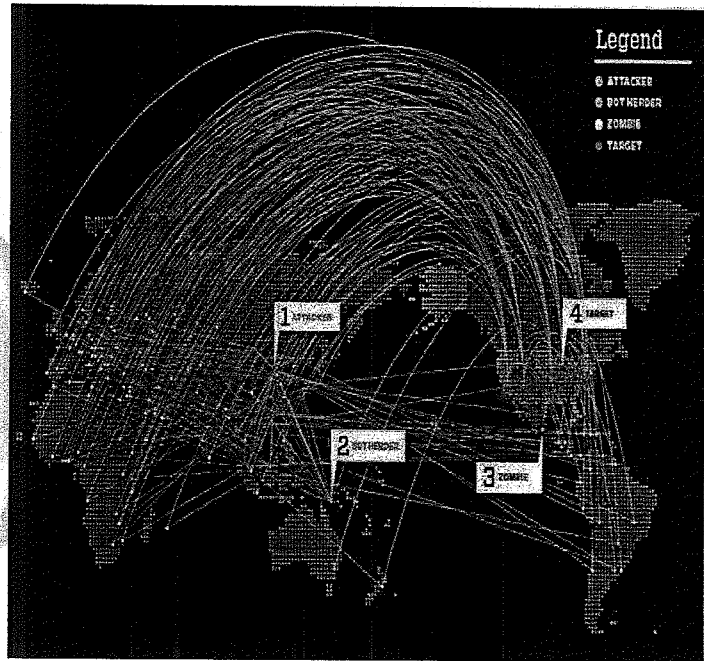 Legend
ATTACKER
BOTHERDER
ZOMBIE
TARGET
1 ATTACKER
4 TARGET
2 BOTHERDER
3 ZOMBIE